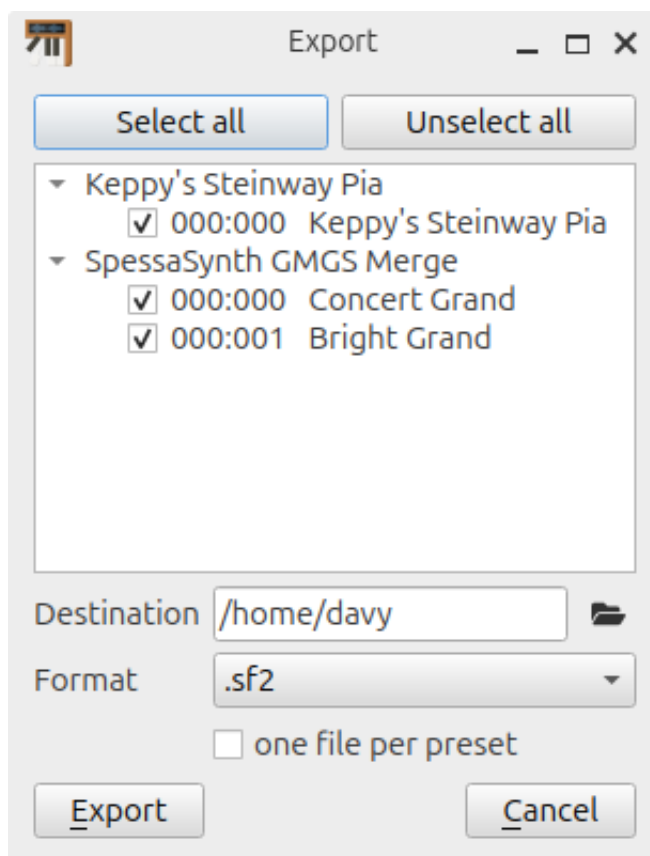 Export
Select all
Unselect all
Keppy's Steinway Pia
000:000 Keppy's Steinway Pia
SpessaSynth GMGS Merge
000:000 Concert Grand
000:001 Bright Grand
Destination /home/davy
Format .sf2
one file per preset
Export
Cancel